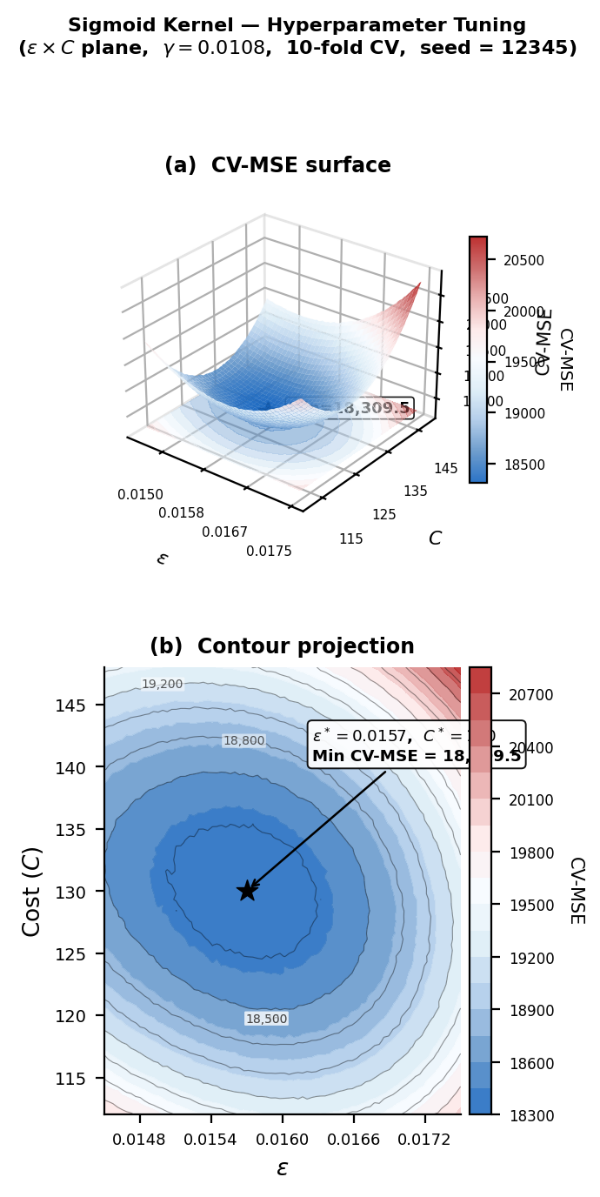 Sigmoid Kernel — Hyperparameter Tuning
(ε × C plane, γ = 0.0108, 10-fold CV, seed = 12345)
(a) CV-MSE surface
20500
20000
19500
19000
18500
CV-MSE
CV-MSE
18,309.5
0.0150
0.0158
0.0167
0.0175
ε
115
125
135
145
C
(b) Contour projection
19,200
18,800
18,500
ε* = 0.0157, C* =
Min CV-MSE = 18, 9.5
145
140
135
130
125
120
115
Cost (C)
0.0148
0.0154
0.0160
0.0166
0.0172
ε
20700
20400
20100
19800
19500
19200
18900
18600
18300
CV-MSE